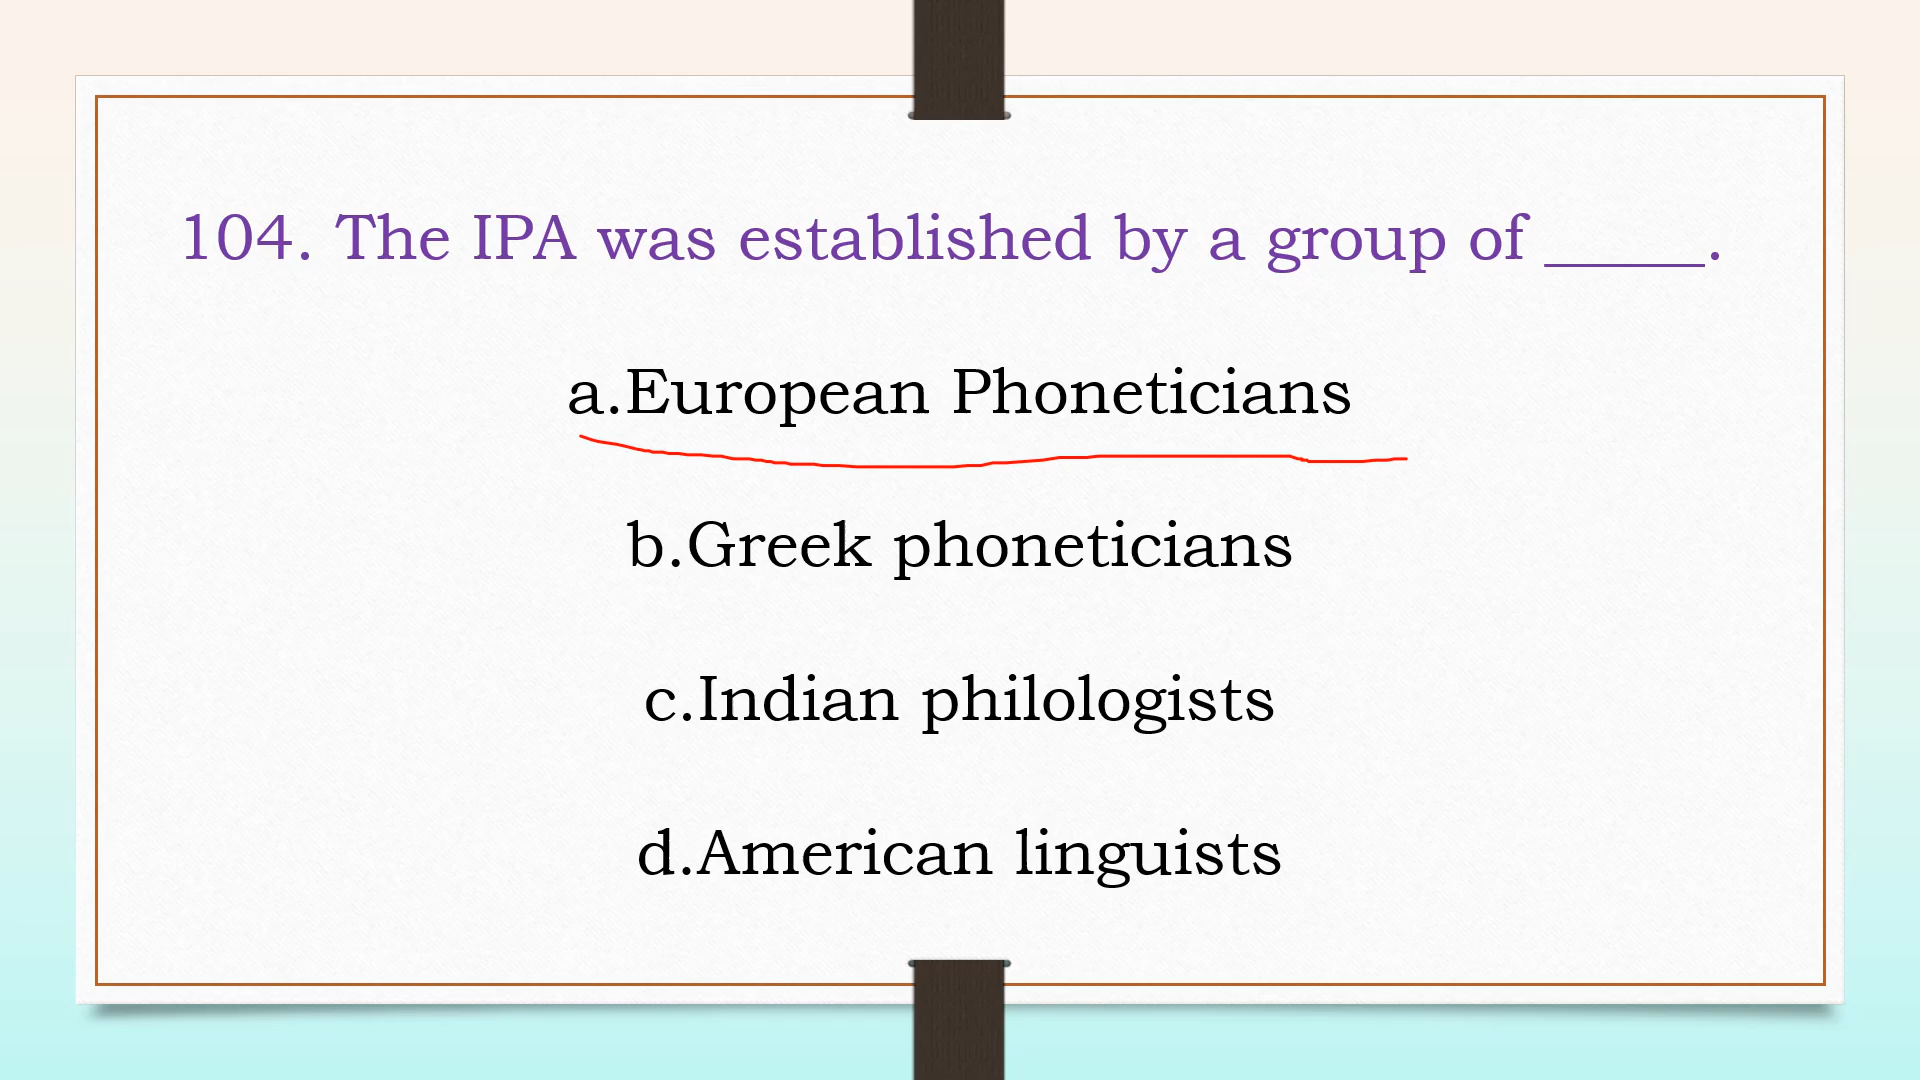 104. The IPA was established by a group of _____.
a.European Phoneticians
b.Greek phoneticians
c.Indian philologists
d.American linguists